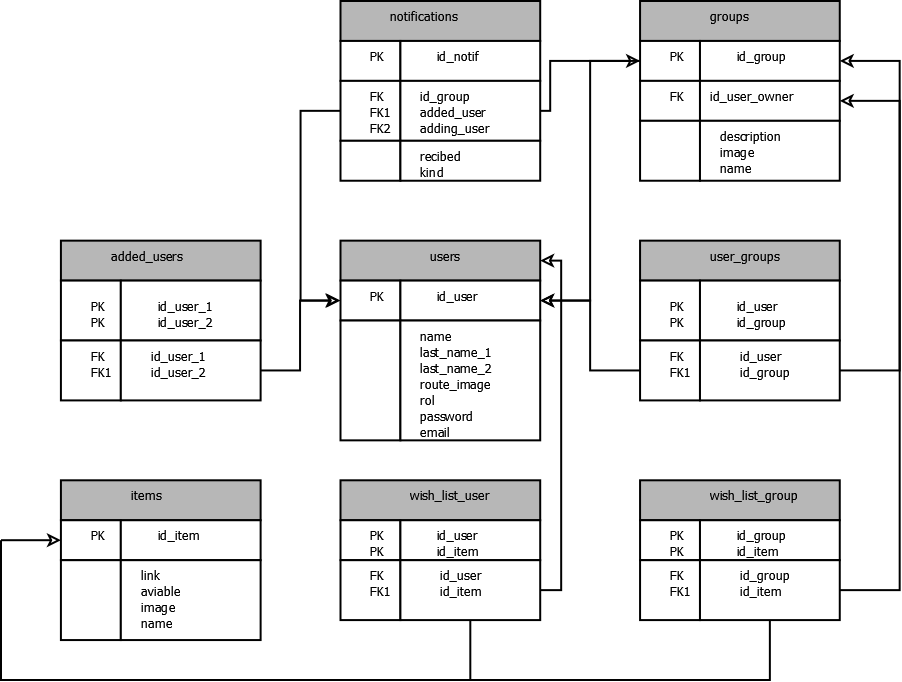 notifications
PK id_notif
FK id_group
FK1 added_user
FK2 adding_user
recibed
kind
groups
PK id_group
FK id_user_owner
description
image
name
added_users
PK id_user_1
PK id_user_2
FK id_user_1
FK1 id_user_2
users
PK id_user
name
last_name_1
last_name_2
route_image
rol
password
email
user_groups
PK id_user
PK id_group
FK id_user
FK1 id_group
items
PK id_item
link
aviable
image
name
wish_list_user
PK id_user
PK id_item
FK id_user
FK1 id_item
wish_list_group
PK id_group
PK id_item
FK id_group
FK1 id_item